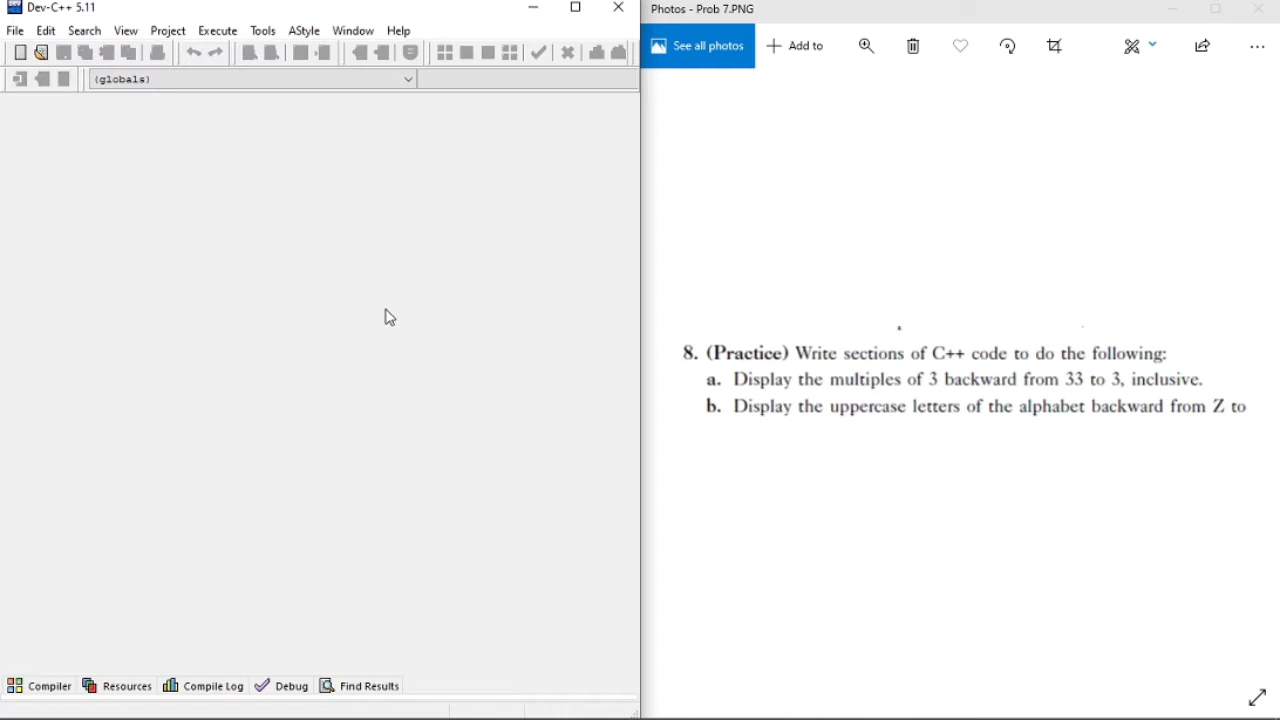 Dev-C++ 5.11
File Edit Search View Project Execute Tools AStyle Window Help
(globals)
Compiler Resources Compile Log Debug Find Results
Photos - Prob 7.PNG
See all photos Add to
8. (Practice) Write sections of C++ code to do the following:
a. Display the multiples of 3 backward from 33 to 3, inclusive.
b. Display the uppercase letters of the alphabet backward from Z to